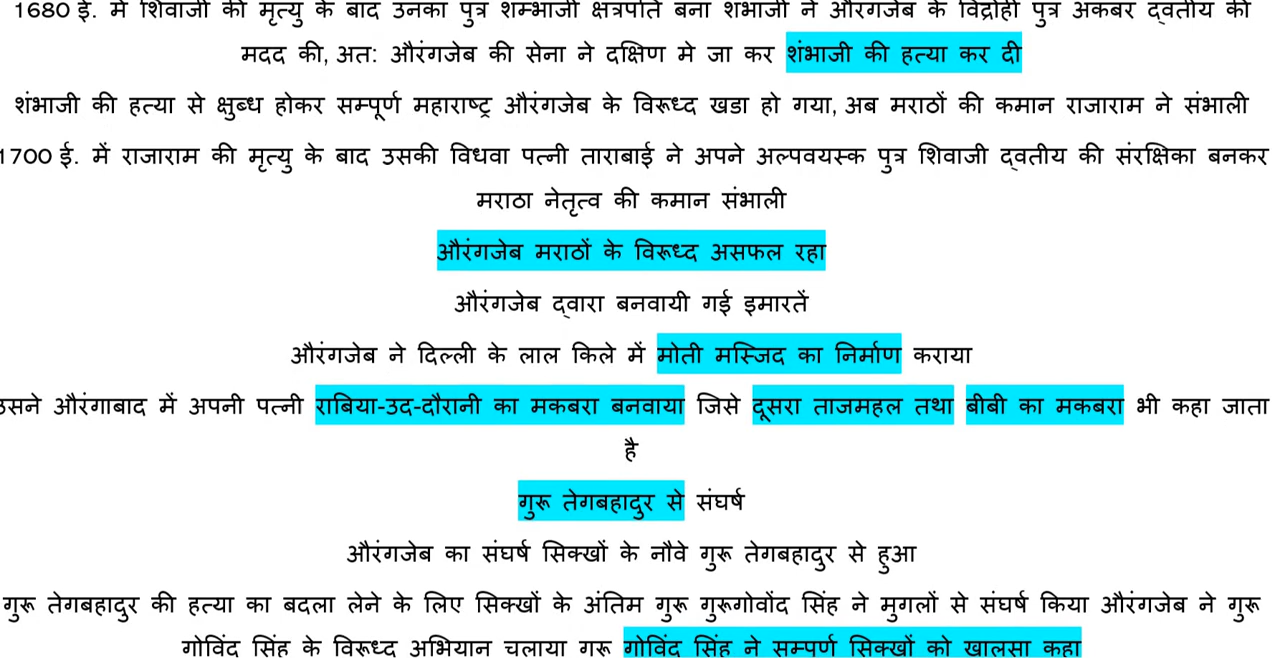 1680 ई. में शिवाजी की मृत्यु के बाद उनका पुत्र शम्भाजी क्षत्रपति बना शंभाजी ने औरंगजेब के विद्रोही पुत्र अकबर द्वतीय की
मदद की, अत: औरंगजेब की सेना ने दक्षिण मे जा कर शंभाजी की हत्या कर दी
शंभाजी की हत्या से क्षुब्ध होकर सम्पूर्ण महाराष्ट्र औरंगजेब के विरूध्द खडा हो गया, अब मराठों की कमान राजाराम ने संभाली
1700 ई. में राजाराम की मृत्यु के बाद उसकी विधवा पत्नी ताराबाई ने अपने अल्पवयस्क पुत्र शिवाजी द्वतीय की संरक्षिका बनकर
मराठा नेतृत्व की कमान संभाली
औरंगजेब मराठों के विरूध्द असफल रहा
औरंगजेब द्वारा बनवायी गई इमारतें
औरंगजेब ने दिल्ली के लाल किले में मोती मस्जिद का निर्माण कराया
उसने औरंगाबाद में अपनी पत्नी राबिया-उद-दौरानी का मकबरा बनवाया जिसे दूसरा ताजमहल तथा बीबी का मकबरा भी कहा जाता
है
गुरू तेगबहादुर से संघर्ष
औरंगजेब का संघर्ष सिक्खों के नौवे गुरू तेगबहादुर से हुआ
गुरू तेगबहादुर की हत्या का बदला लेने के लिए सिक्खों के अंतिम गुरू गुरूगोवोंद सिंह ने मुगलों से संघर्ष किया औरंगजेब ने गुरू
गोविंद सिंह के विरूध्द अभियान चलाया गुरू गोविंद सिंह ने सम्पूर्ण सिक्खों को खालसा कहा